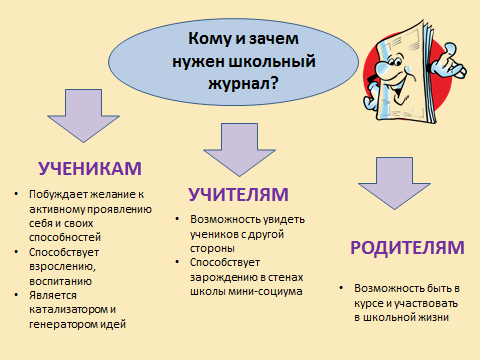 Кому и зачем
нужен школьный
журнал?
УЧЕНИКАМ
• Побуждает желание к
активному проявлению
себя и своих
способностей
• Способствует
взрослению,
воспитанию
• Является
катализатором и
генератором идей
УЧИТЕЛЯМ
• Возможность увидеть
учеников с другой
стороны
• Способствует
зарождению в стенах
школы мини-социума
РОДИТЕЛЯМ
• Возможность быть в
курсе и участвовать
в школьной жизни